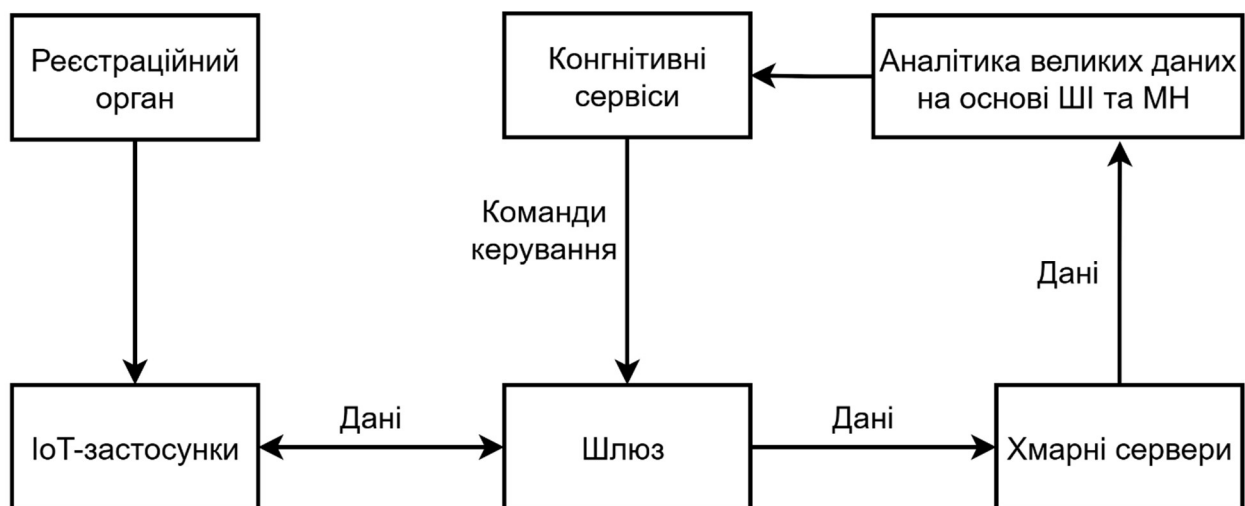 Реєстраційний
орган
Конгнітивні
сервіси
Аналітика великих даних
на основі ШІ та МН
Команди
керування
Дані
IoT-застосунки
Дані
Шлюз
Дані
Хмарні сервери